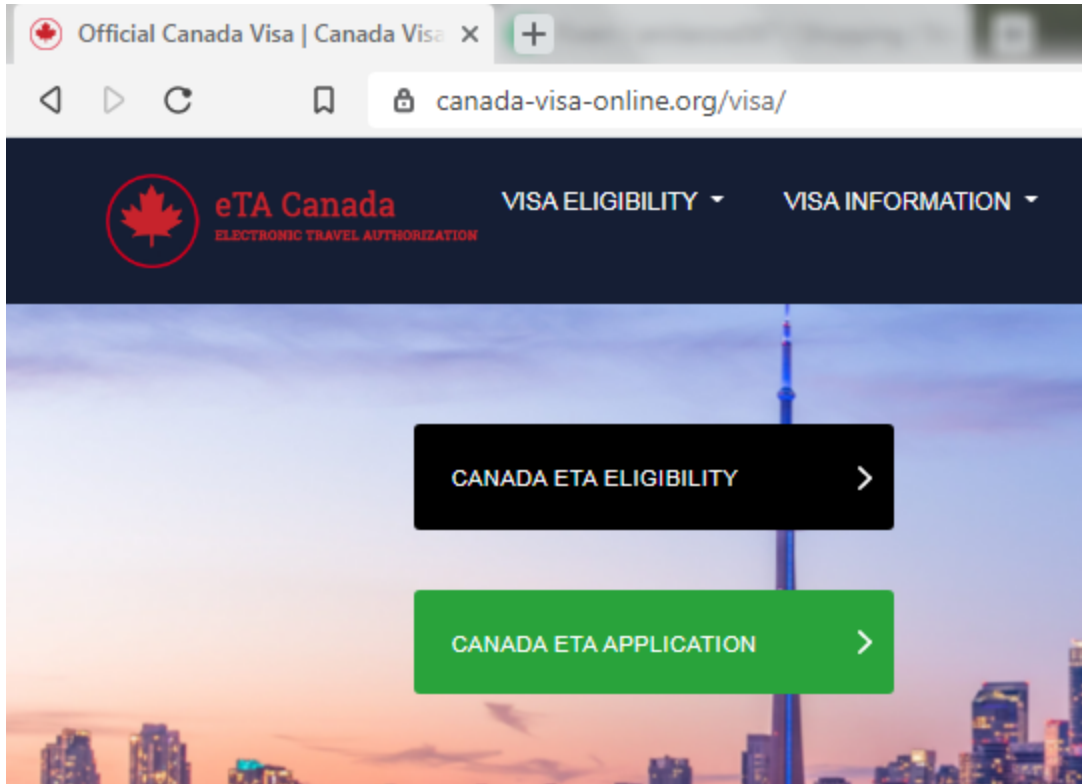 Official Canada Visa | Canada Visa
canada-visa-online.org/visa/
eTA Canada
ELECTRONIC TRAVEL AUTHORIZATION
VISA ELIGIBILITY
VISA INFORMATION
CANADA ETA ELIGIBILITY
CANADA ETA APPLICATION